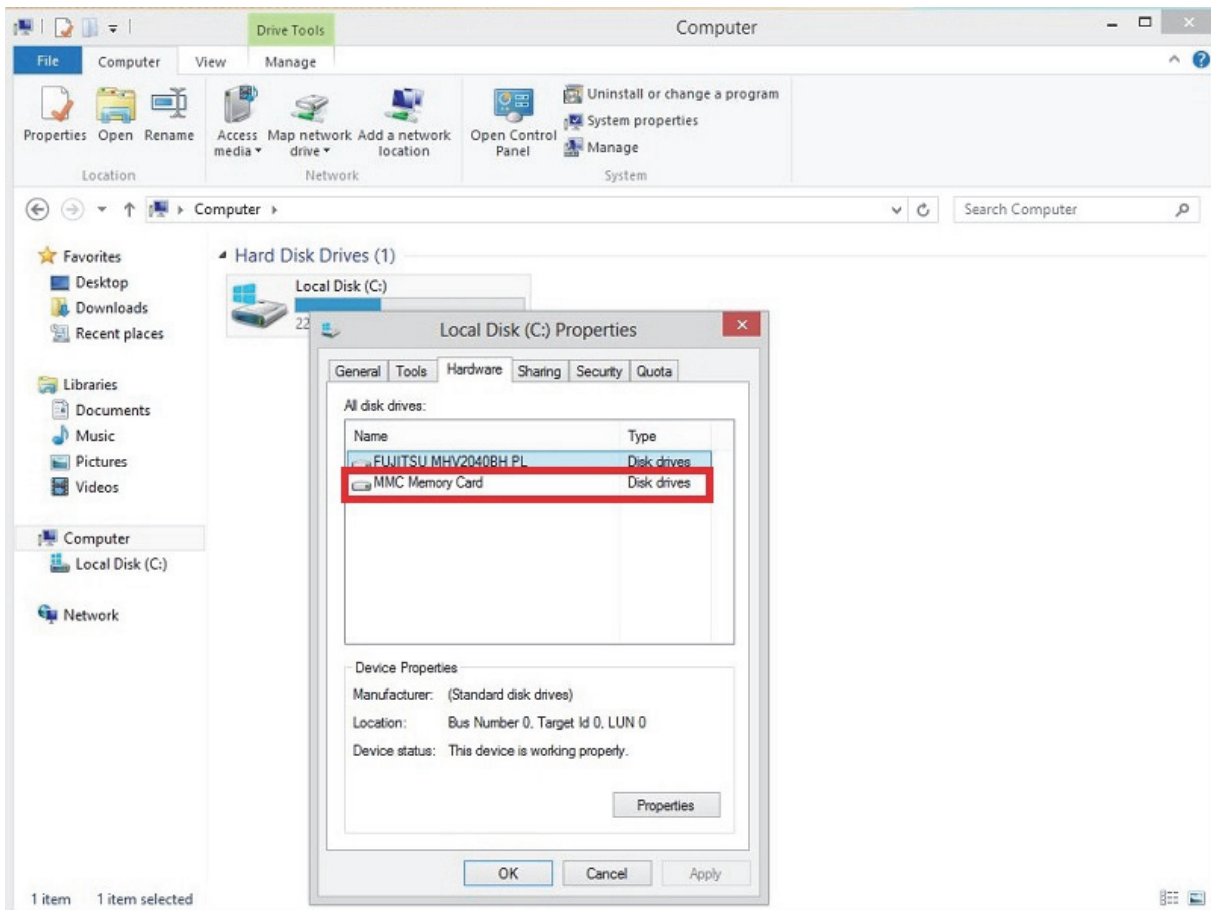 Drive Tools
Computer
File Computer View Manage
Properties Open Rename
Access media Map network drive Add a network location
Open Control Panel
Uninstall or change a program
System properties
Manage
Location Network System
Computer
Search Computer
Favorites
Desktop
Downloads
Recent places
Libraries
Documents
Music
Pictures
Videos
Computer
Local Disk (C:)
Network
Hard Disk Drives (1)
Local Disk (C:)
22
Local Disk (C:) Properties
General Tools Hardware Sharing Security Quota
All disk drives:
Name Type
FUJITSU MHV2040BH PL Disk drives
MMC Memory Card Disk drives
Device Properties
Manufacturer: (Standard disk drives)
Location: Bus Number 0, Target Id 0, LUN 0
Device status: This device is working properly.
Properties
OK Cancel Apply
1 item 1 item selected